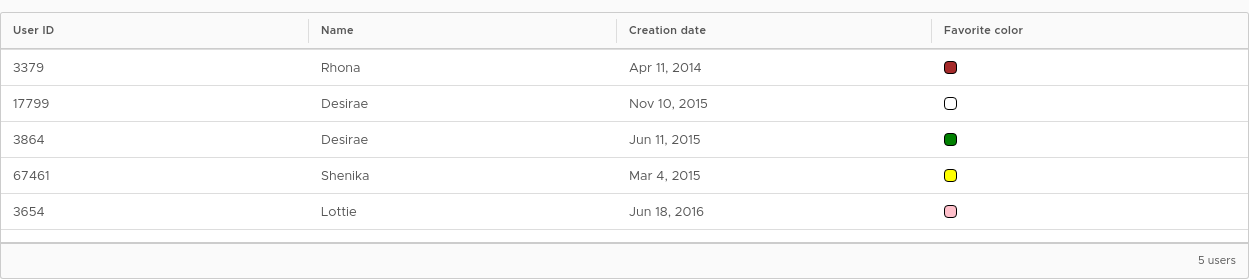 User ID Name Creation date Favorite color
3379 Rhona Apr 11, 2014
17799 Desirae Nov 10, 2015
3864 Desirae Jun 11, 2015
67461 Shenika Mar 4, 2015
3654 Lottie Jun 18, 2016
5 users